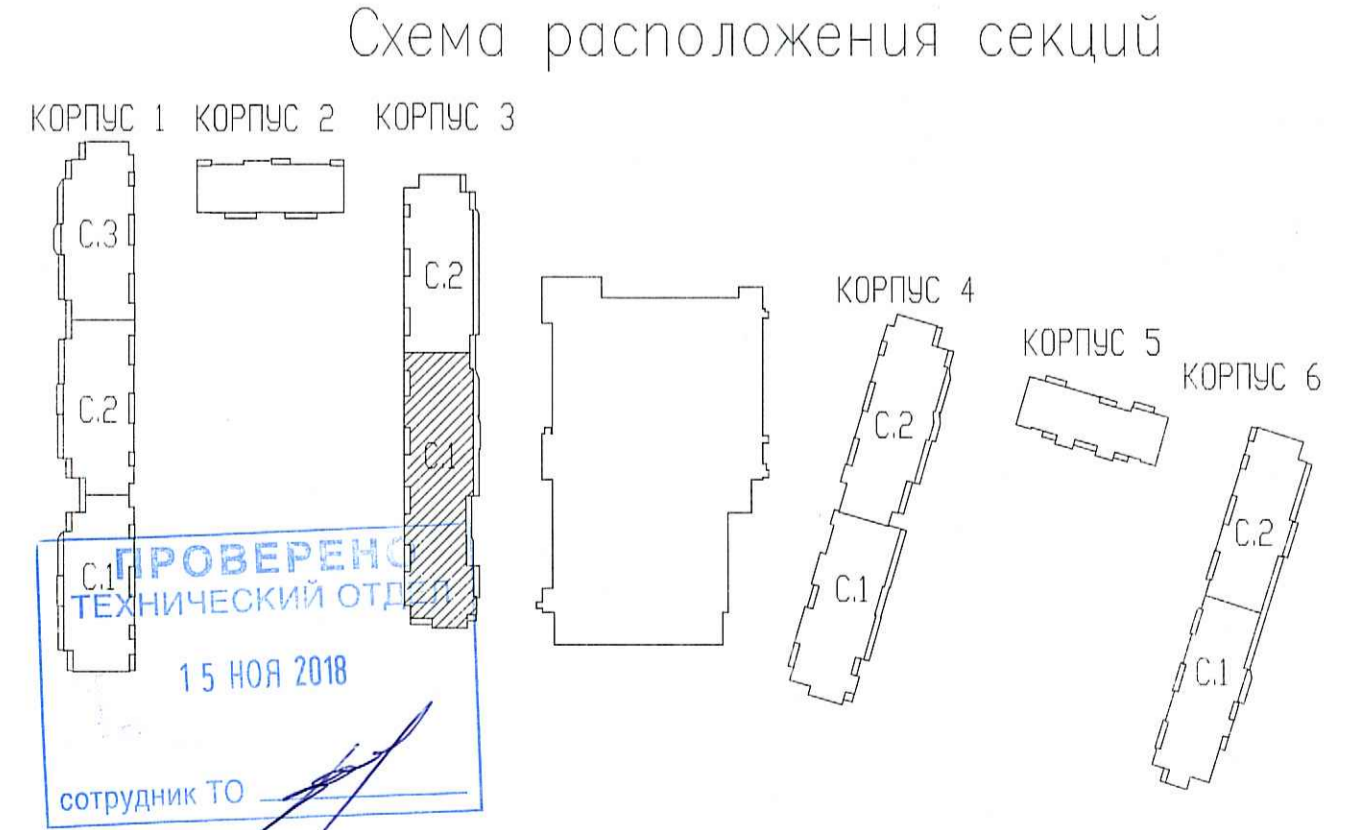 Схема расположения секций
КОРПУС 1
КОРПУС 2
КОРПУС 3
С.3
С.2
С.1
С.2
С.1
КОРПУС 4
С.2
С.1
КОРПУС 5
КОРПУС 6
С.2
С.1
ПРОВЕРЕНО
ТЕХНИЧЕСКИЙ ОТДЕЛ
15 НОЯ 2018
сотрудник ТО